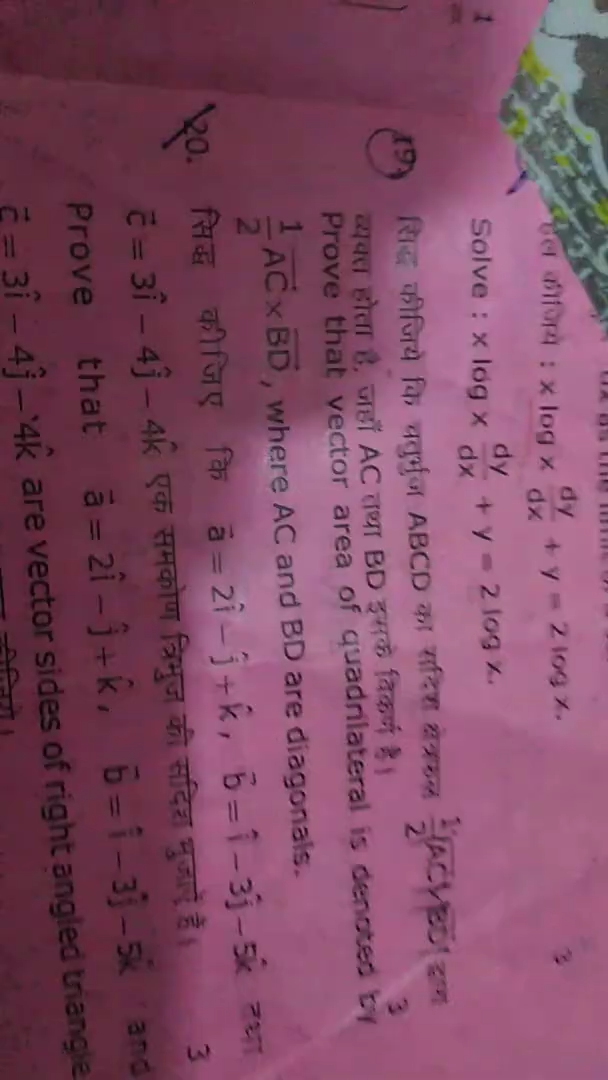 हल कीजिये : x log x dy/dx + y = 2 log x.
3
Solve : x log x dy/dx + y = 2 log x.
19. सिद्ध कीजिये कि चतुर्भुज ABCD का सदिश क्षेत्रफल 1/2 |AC×BD| द्वारा
व्यक्त होता है, जहाँ AC तथा BD इसके विकर्ण है।
3
Prove that vector area of quadrilateral is denoted by
1/2 AC × BD, where AC and BD are diagonals.
20. सिद्ध कीजिए कि a⃗ = 2î − ĵ + k̂, b⃗ = î − 3ĵ − 5k̂ तथा
c⃗ = 3î − 4ĵ − 4k̂ एक समकोण त्रिभुज की सदिश भुजाएँ है।
3
Prove that a⃗ = 2î − ĵ + k̂, b⃗ = î − 3ĵ − 5k̂ and
c⃗ = 3î − 4ĵ − 4k̂ are vector sides of right angled triangle